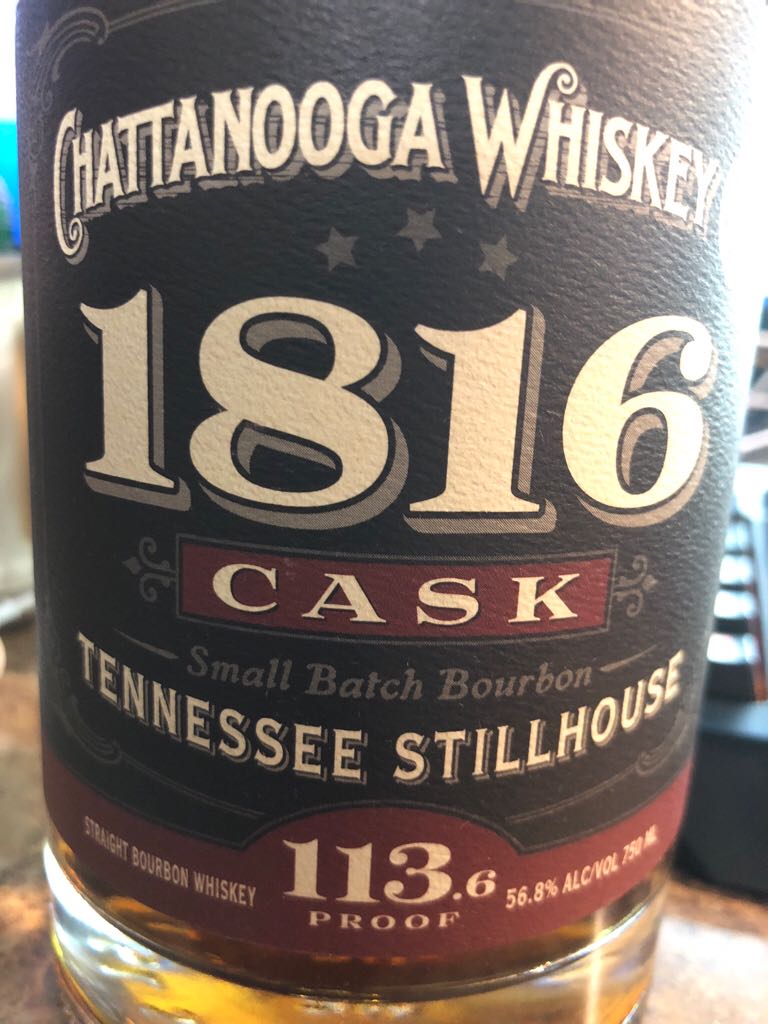 CHATTANOOGA WHISKEY
1816
CASK
Small Batch Bourbon
TENNESSEE STILLHOUSE
STRAIGHT BOURBON WHISKEY
113.6
PROOF
56.8% ALC/VOL 750 ML